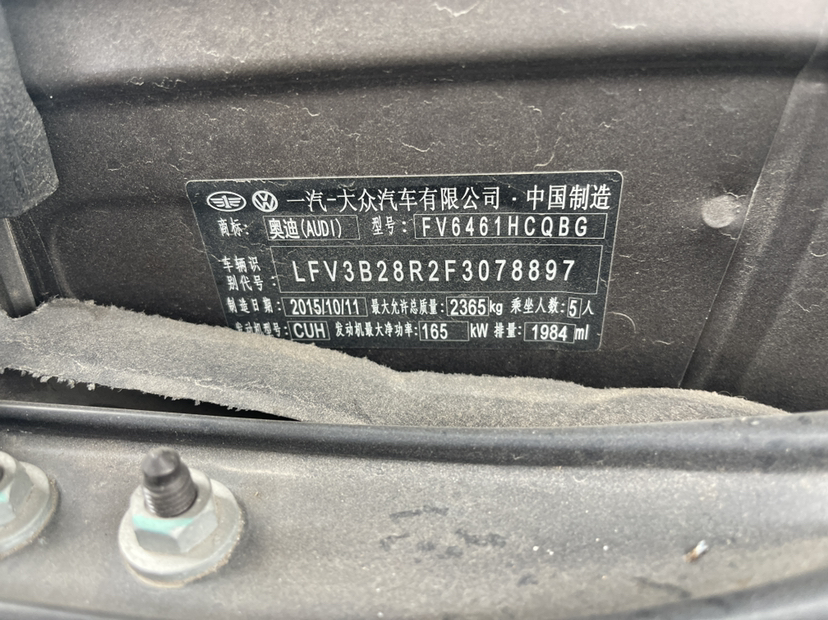 一汽-大众汽车有限公司·中国制造
商标: 奥迪(AUDI) 型号: FV6461HCQBG
车辆识
别代号: LFV3B28R2F3078897
制造日期: 2015/10/11 最大允许总质量: 2365kg 乘坐人数: 5人
发动机型号: CUH 发动机最大净功率: 165 kW 排量: 1984 ml